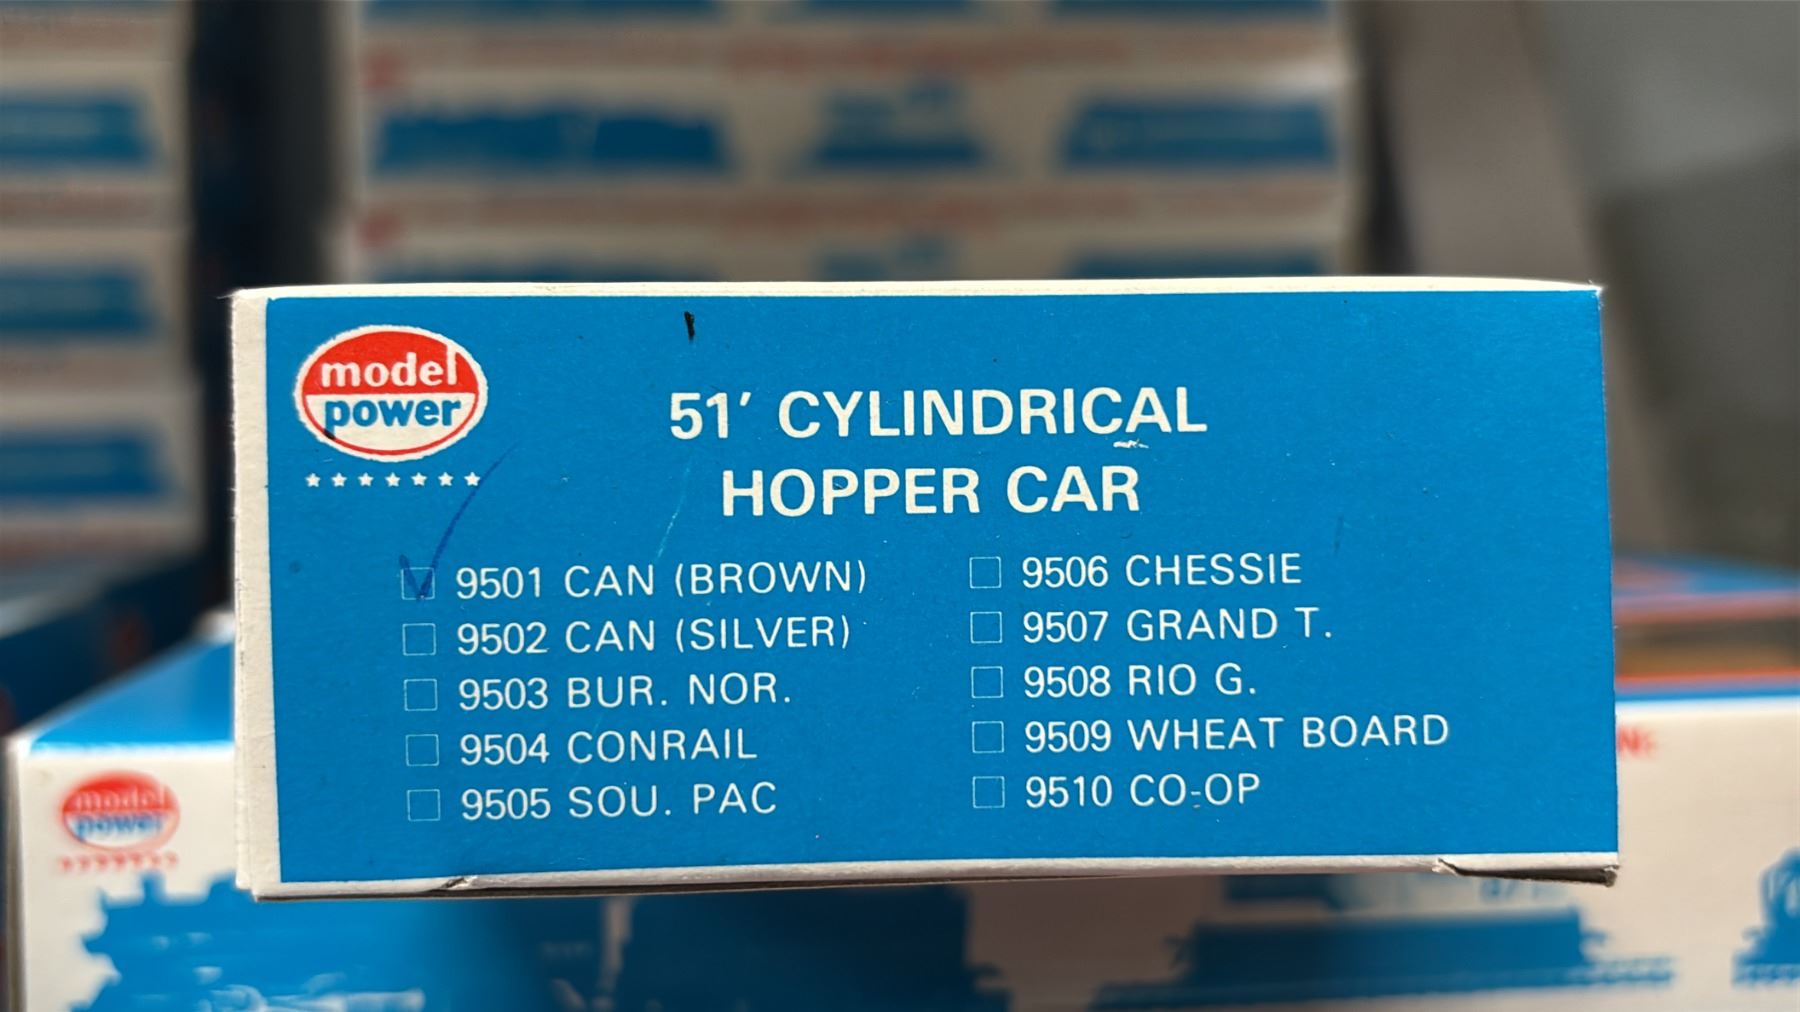 model
power
51' CYLINDRICAL
HOPPER CAR
9501 CAN (BROWN)
9502 CAN (SILVER)
9503 BUR. NOR.
9504 CONRAIL
9505 SOU. PAC
9506 CHESSIE
9507 GRAND T.
9508 RIO G.
9509 WHEAT BOARD
9510 CO-OP
model
power